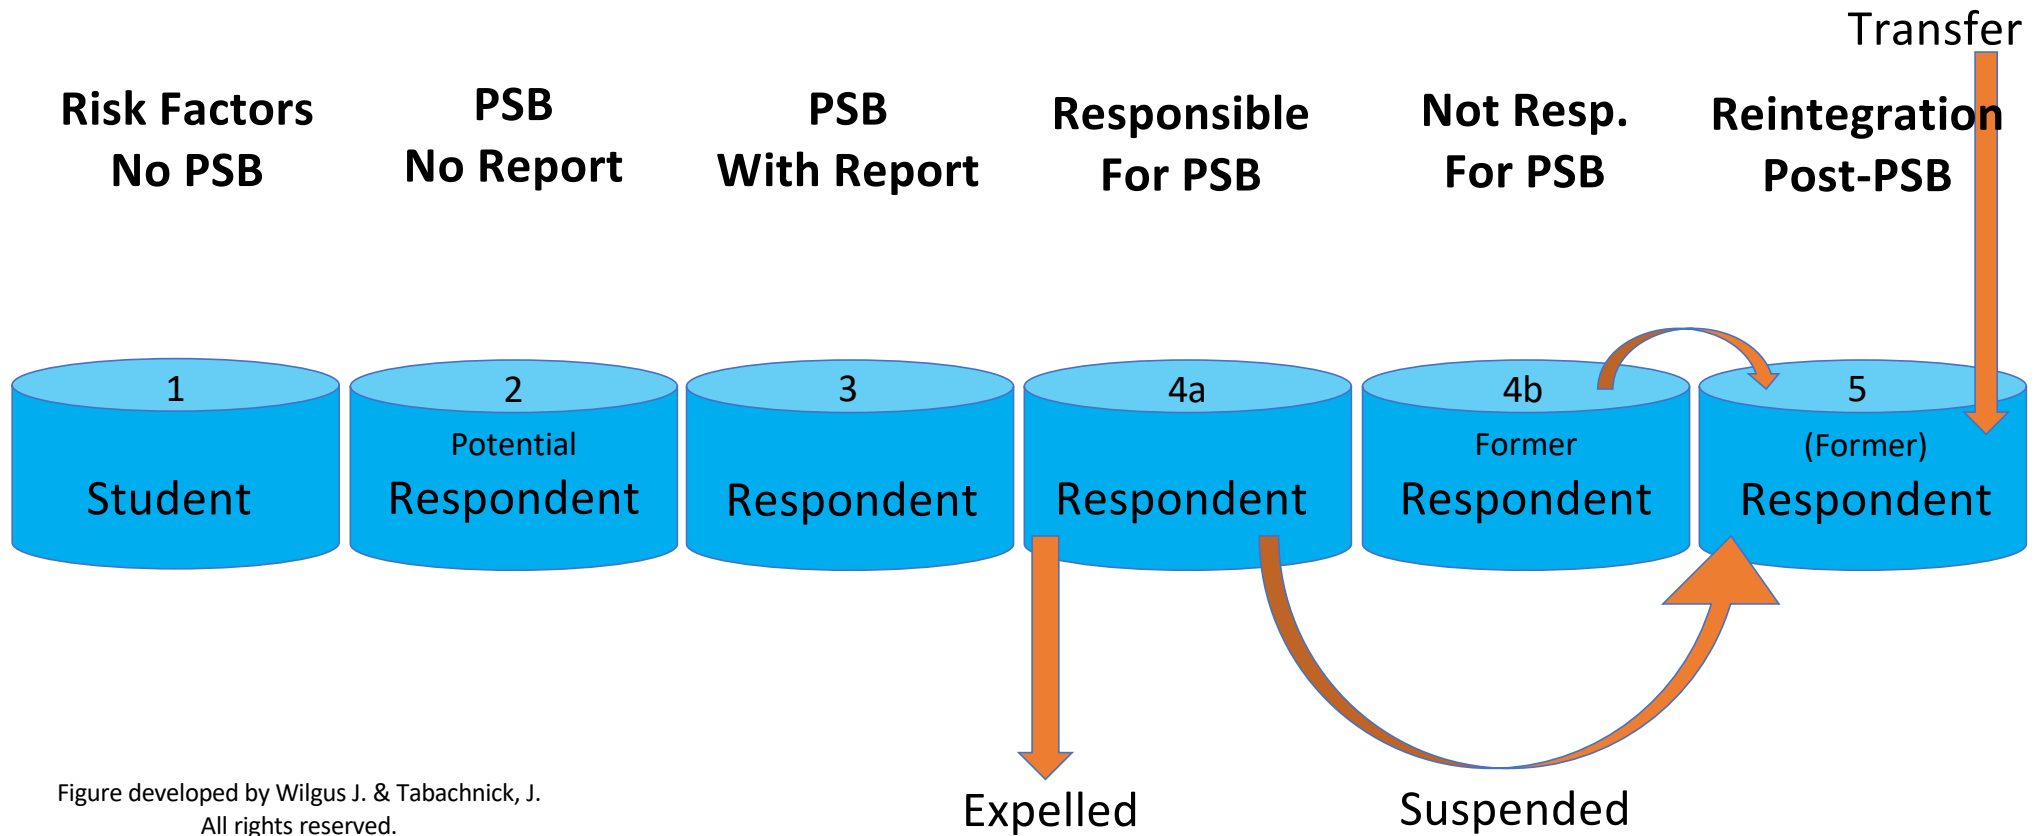 Transfer
Risk Factors
No PSB
PSB
No Report
PSB
With Report
Responsible
For PSB
Not Resp.
For PSB
Reintegration
Post-PSB
1
Student
2
Potential
Respondent
3
Respondent
4a
Respondent
4b
Former
Respondent
5
(Former)
Respondent
Expelled
Suspended
Figure developed by Wilgus J. & Tabachnick, J.
All rights reserved.